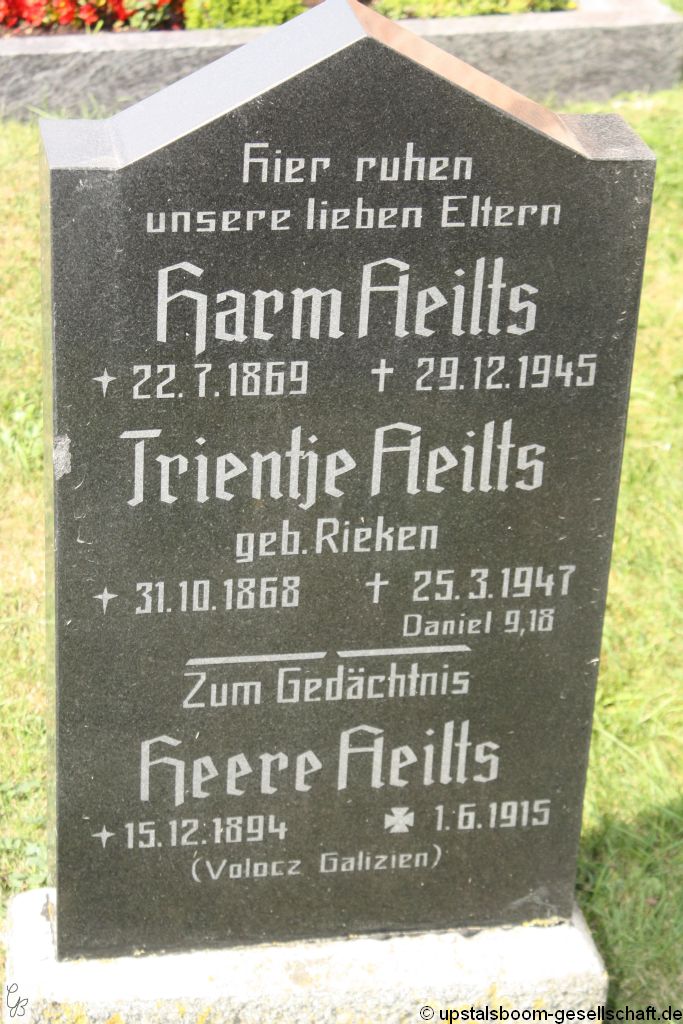 Hier ruhen
unsere lieben Eltern
Harm Aeilts
22.7.1869 † 29.12.1945
Trientje Aeilts
geb. Rieken
31.10.1868 † 25.3.1947
Daniel 9,18
Zum Gedächtnis
Heere Aeilts
15.12.1894 ✠ 1.6.1915
(Volocz Galizien)
GB
© upstalsboom-gesellschaft.de